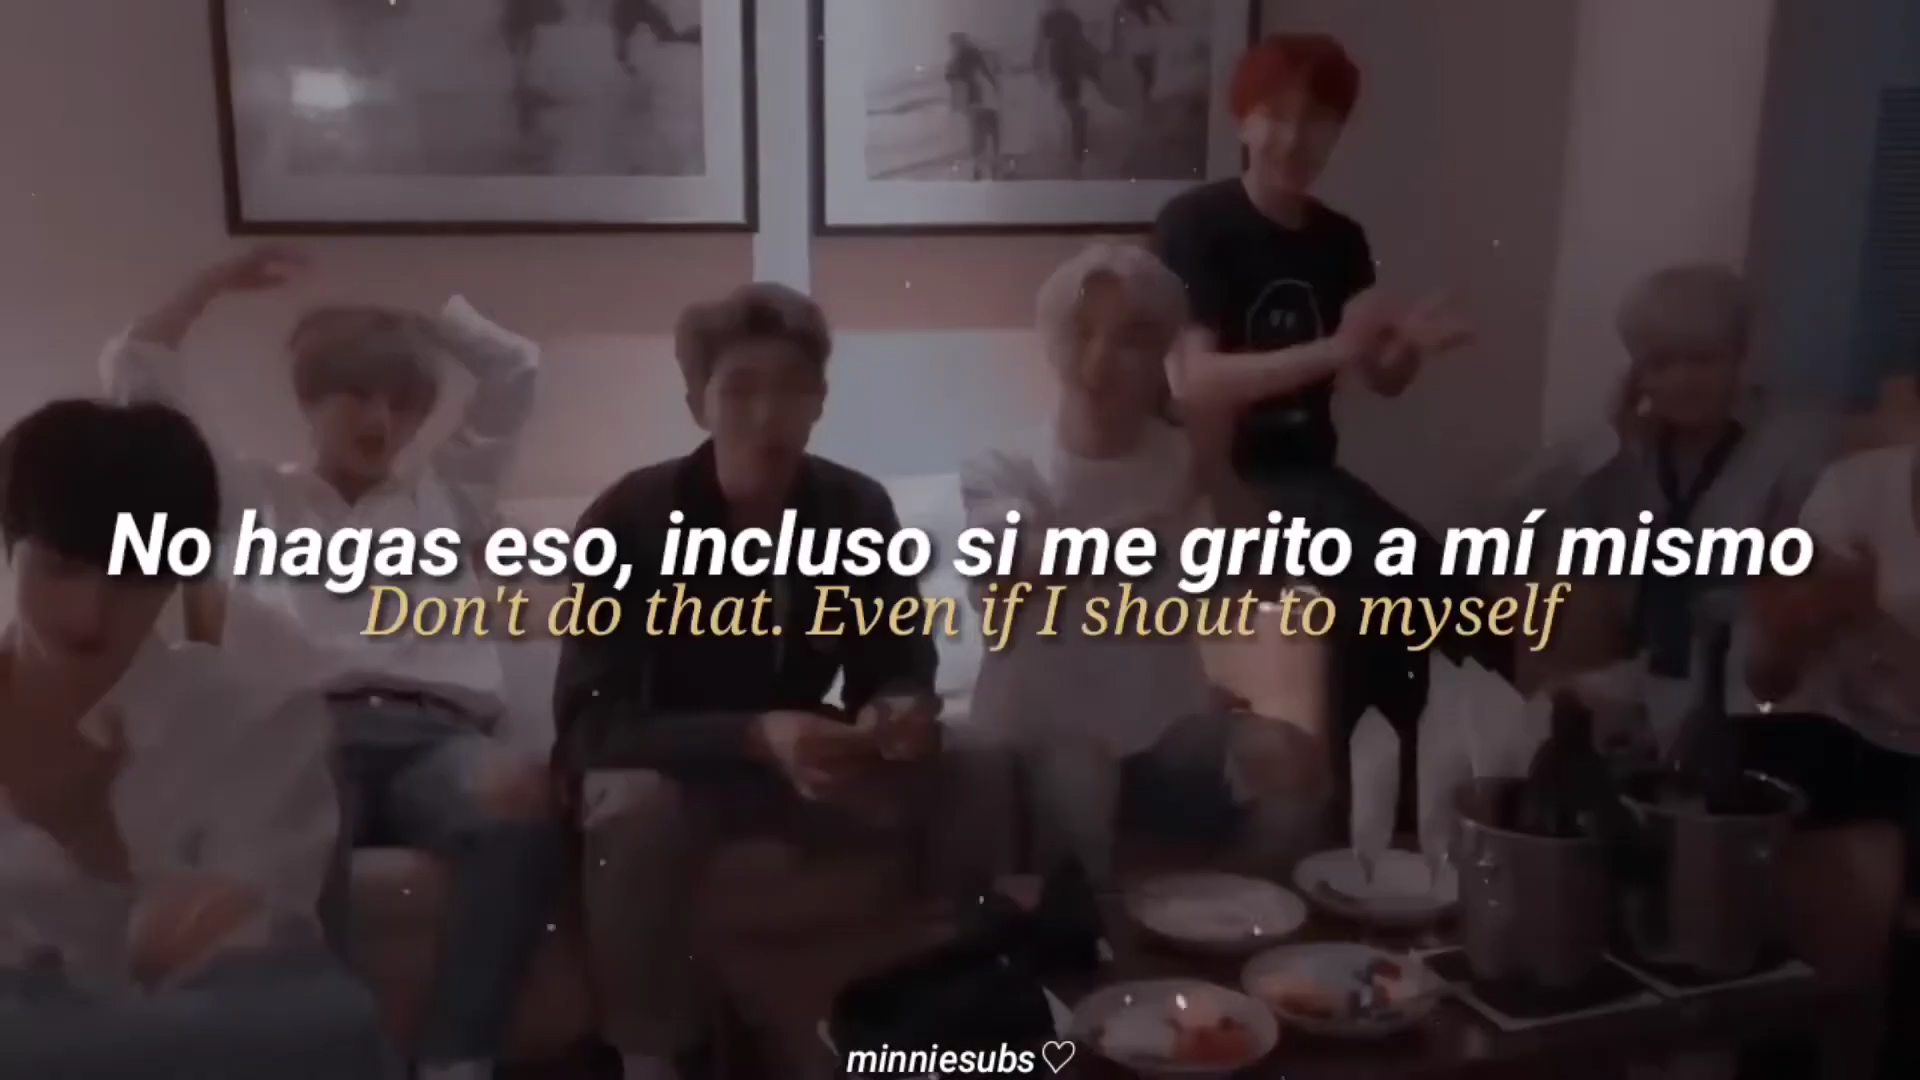 No hagas eso, incluso si me grito a mí mismo
Don't do that. Even if I shout to myself
minniesubs♡